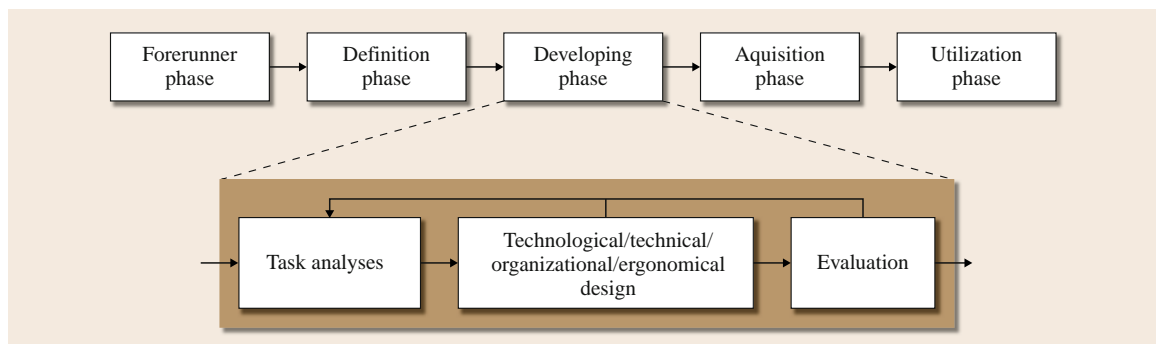 Forerunner
phase
Definition
phase
Developing
phase
Aquisition
phase
Utilization
phase
Task analyses
Technological/technical/
organizational/ergonomical
design
Evaluation